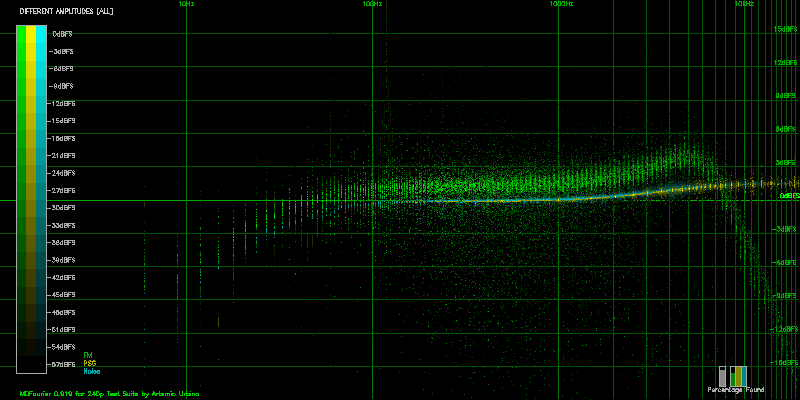 DIFFERENT AMPLITUDES [ALL]
10Hz
100Hz
1000Hz
10kHz
0dBFS
-3dBFS
-6dBFS
-9dBFS
-12dBFS
-15dBFS
-18dBFS
-21dBFS
-24dBFS
-27dBFS
-30dBFS
-33dBFS
-36dBFS
-39dBFS
-42dBFS
-45dBFS
-48dBFS
-51dBFS
-54dBFS
-57dBFS
15dBFS
12dBFS
9dBFS
6dBFS
3dBFS
0dBFS
-3dBFS
-6dBFS
-9dBFS
-12dBFS
-15dBFS
FM
PSG
Noise
Percentage Found
MDFourier 0.919 for 240p Test Suite by Artemio Urbina